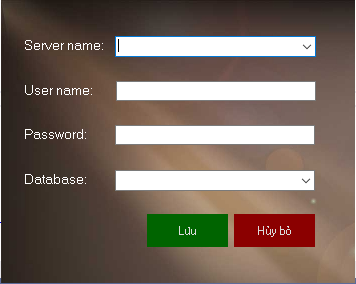 Server name:
User name:
Password:
Database:
Lưu Hủy bỏ